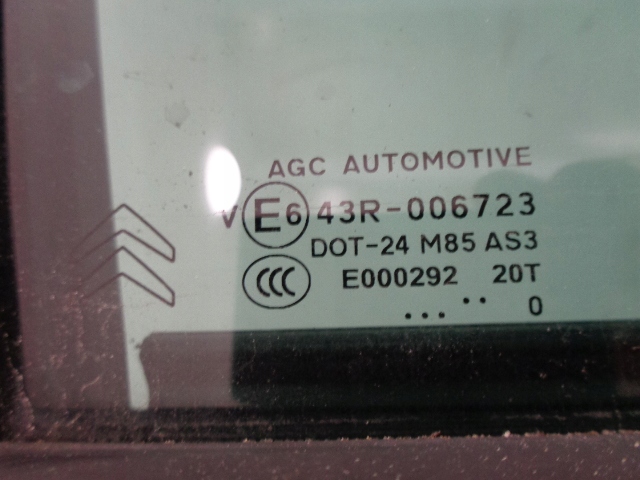 AGC AUTOMOTIVE
V E6 43R-006723
DOT-24 M85 AS3
CCC E000292 20T
... .. 0